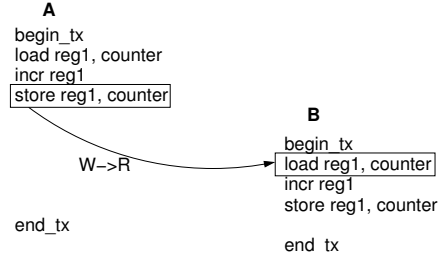 A
begin_tx
load reg1, counter
incr reg1
store reg1, counter
W->R
end_tx
B
begin_tx
load reg1, counter
incr reg1
store reg1, counter
end tx